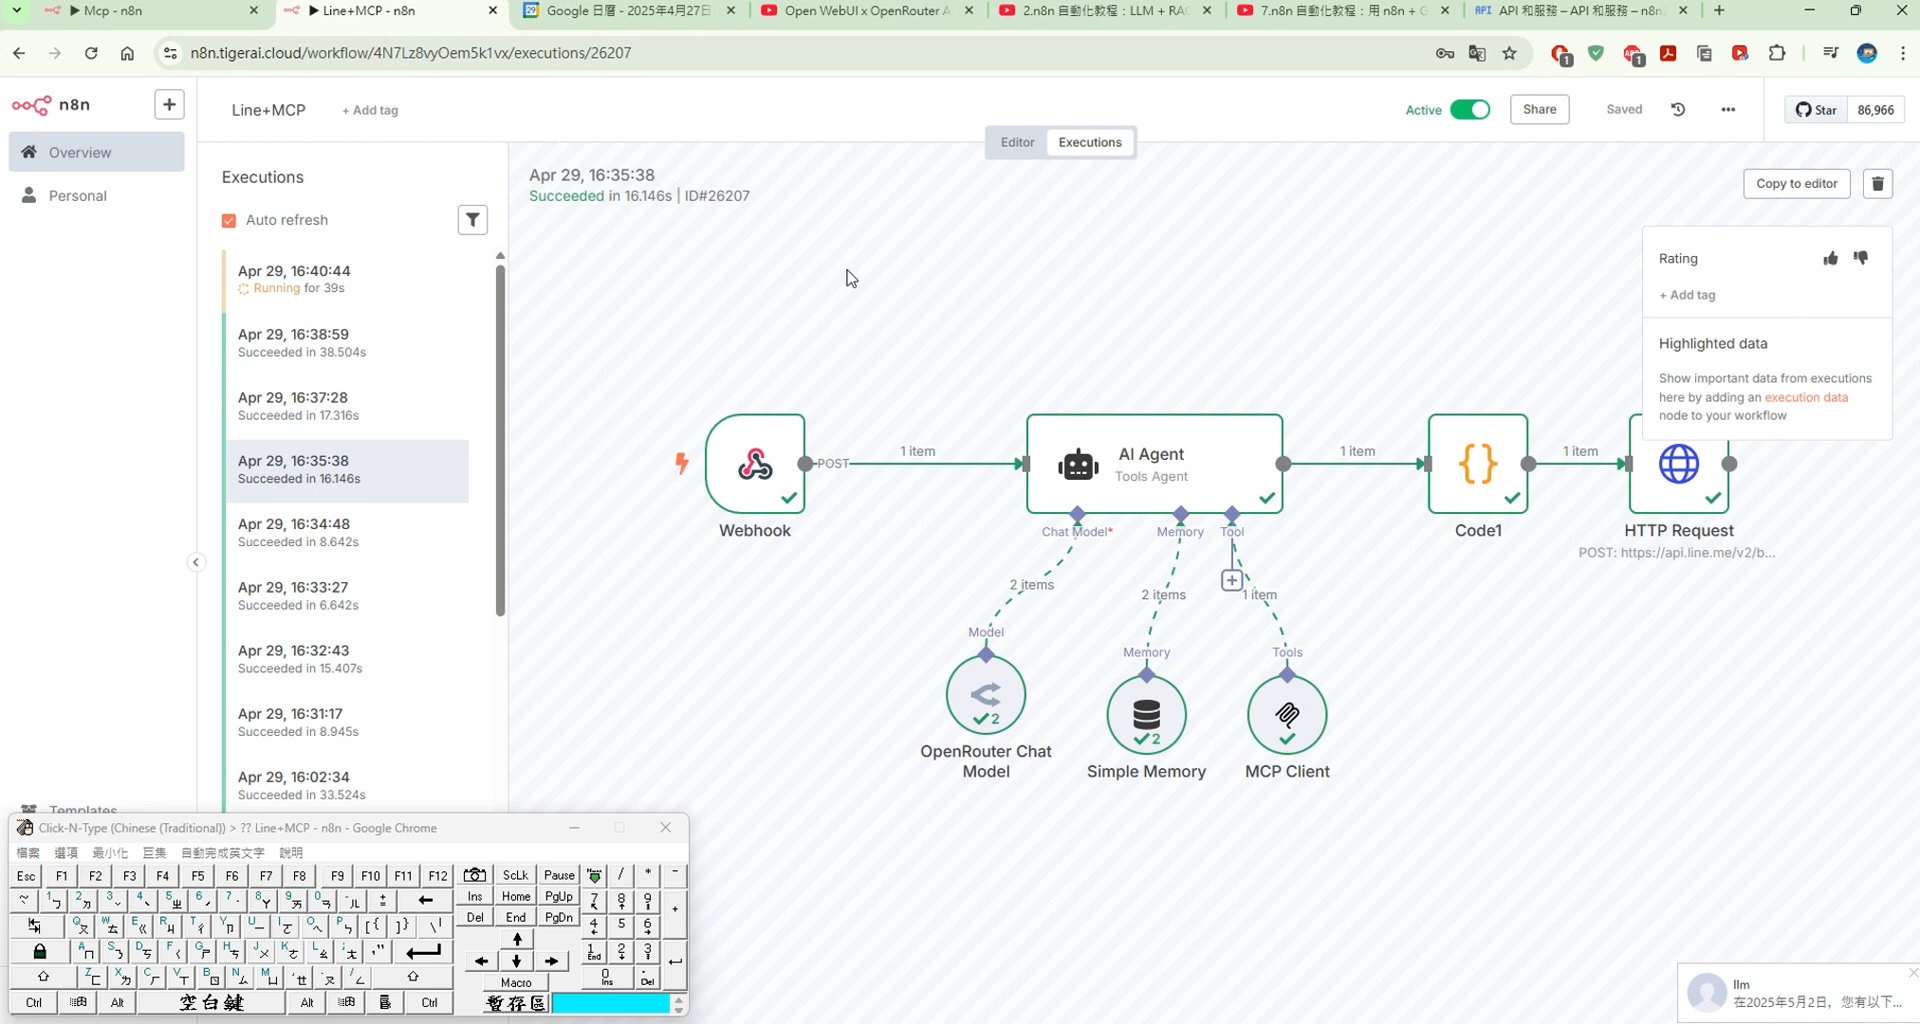 Mcp - n8n
Line+MCP - n8n
Google 日曆 - 2025年4月27日
Open WebUI x OpenRouter A
2.n8n 自動化教程：LLM + RAG
7.n8n 自動化教程：用 n8n + G
API API 和服務 – API 和服務 – n8n
n8n.tigerai.cloud/workflow/4N7Lz8vyOem5k1vx/executions/26207
n8n
Line+MCP
+ Add tag
Active
Share
Saved
Star
86,966
Editor
Executions
Overview
Personal
Templates
Executions
Auto refresh
Apr 29, 16:40:44
Running for 39s
Apr 29, 16:38:59
Succeeded in 38.504s
Apr 29, 16:37:28
Succeeded in 17.316s
Apr 29, 16:35:38
Succeeded in 16.146s
Apr 29, 16:34:48
Succeeded in 8.642s
Apr 29, 16:33:27
Succeeded in 6.642s
Apr 29, 16:32:43
Succeeded in 15.407s
Apr 29, 16:31:17
Succeeded in 8.945s
Apr 29, 16:02:34
Succeeded in 33.524s
Apr 29, 16:35:38
Succeeded in 16.146s | ID#26207
Copy to editor
Rating
+ Add tag
Highlighted data
Show important data from executions
here by adding an execution data
node to your workflow
POST
1 item
AI Agent
Tools Agent
1 item
1 item
Webhook
Chat Model*
Memory
Tool
Code1
HTTP Request
POST: https://api.line.me/v2/b...
2 items
2 items
1 item
Model
Memory
Tools
2
2
OpenRouter Chat
Model
Simple Memory
MCP Client
Click-N-Type (Chinese (Traditional)) > ?? Line+MCP - n8n - Google Chrome
檔案 選項 最小化 巨集 自動完成英文字 說明
Esc F1 F2 F3 F4 F5 F6 F7 F8 F9 F10 F11 F12 ScLk Pause
Ins Home PgUp
Del End PgDn
Macro
Ctrl Alt 空白鍵 Alt Ctrl 暫存區
llm
在2025年5月2日，您有以下...